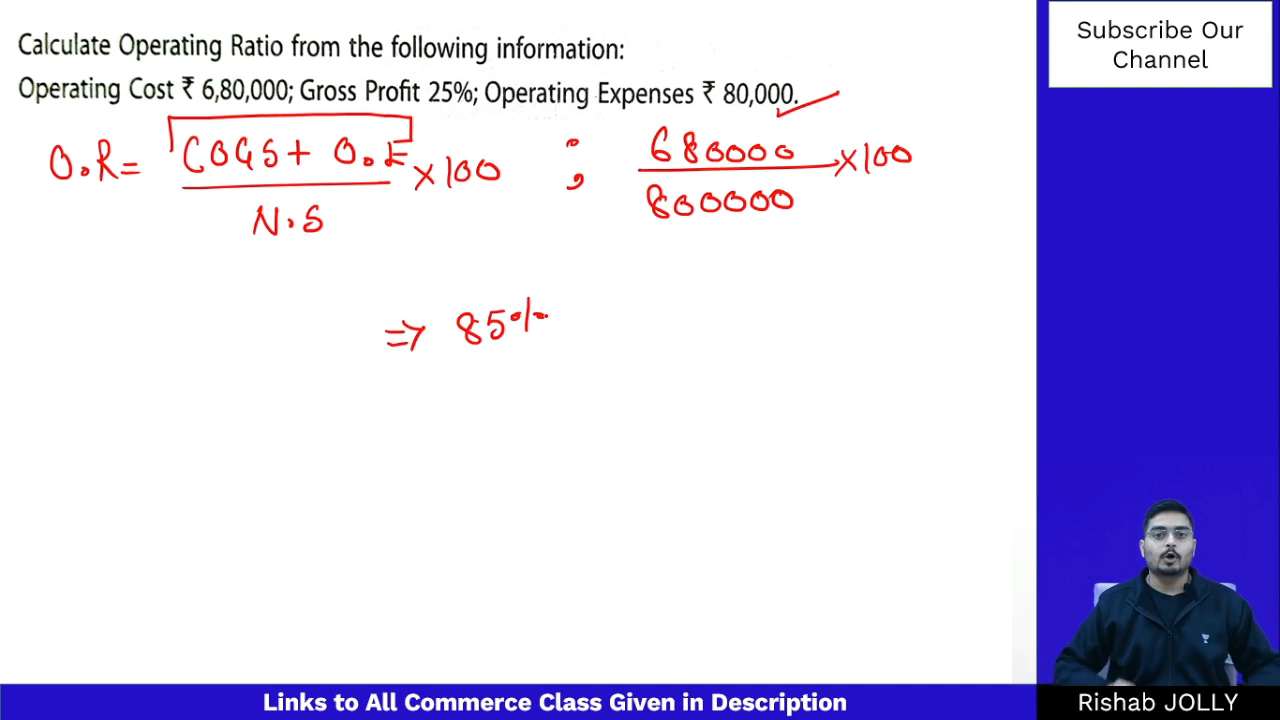 Calculate Operating Ratio from the following information:
Operating Cost ₹ 6,80,000; Gross Profit 25%; Operating Expenses ₹ 80,000.
O.R = COGS + O.E × 100 ; 680000 × 100
N.S 800000
⇒ 85%
Subscribe Our
Channel
Links to All Commerce Class Given in Description
Rishab JOLLY